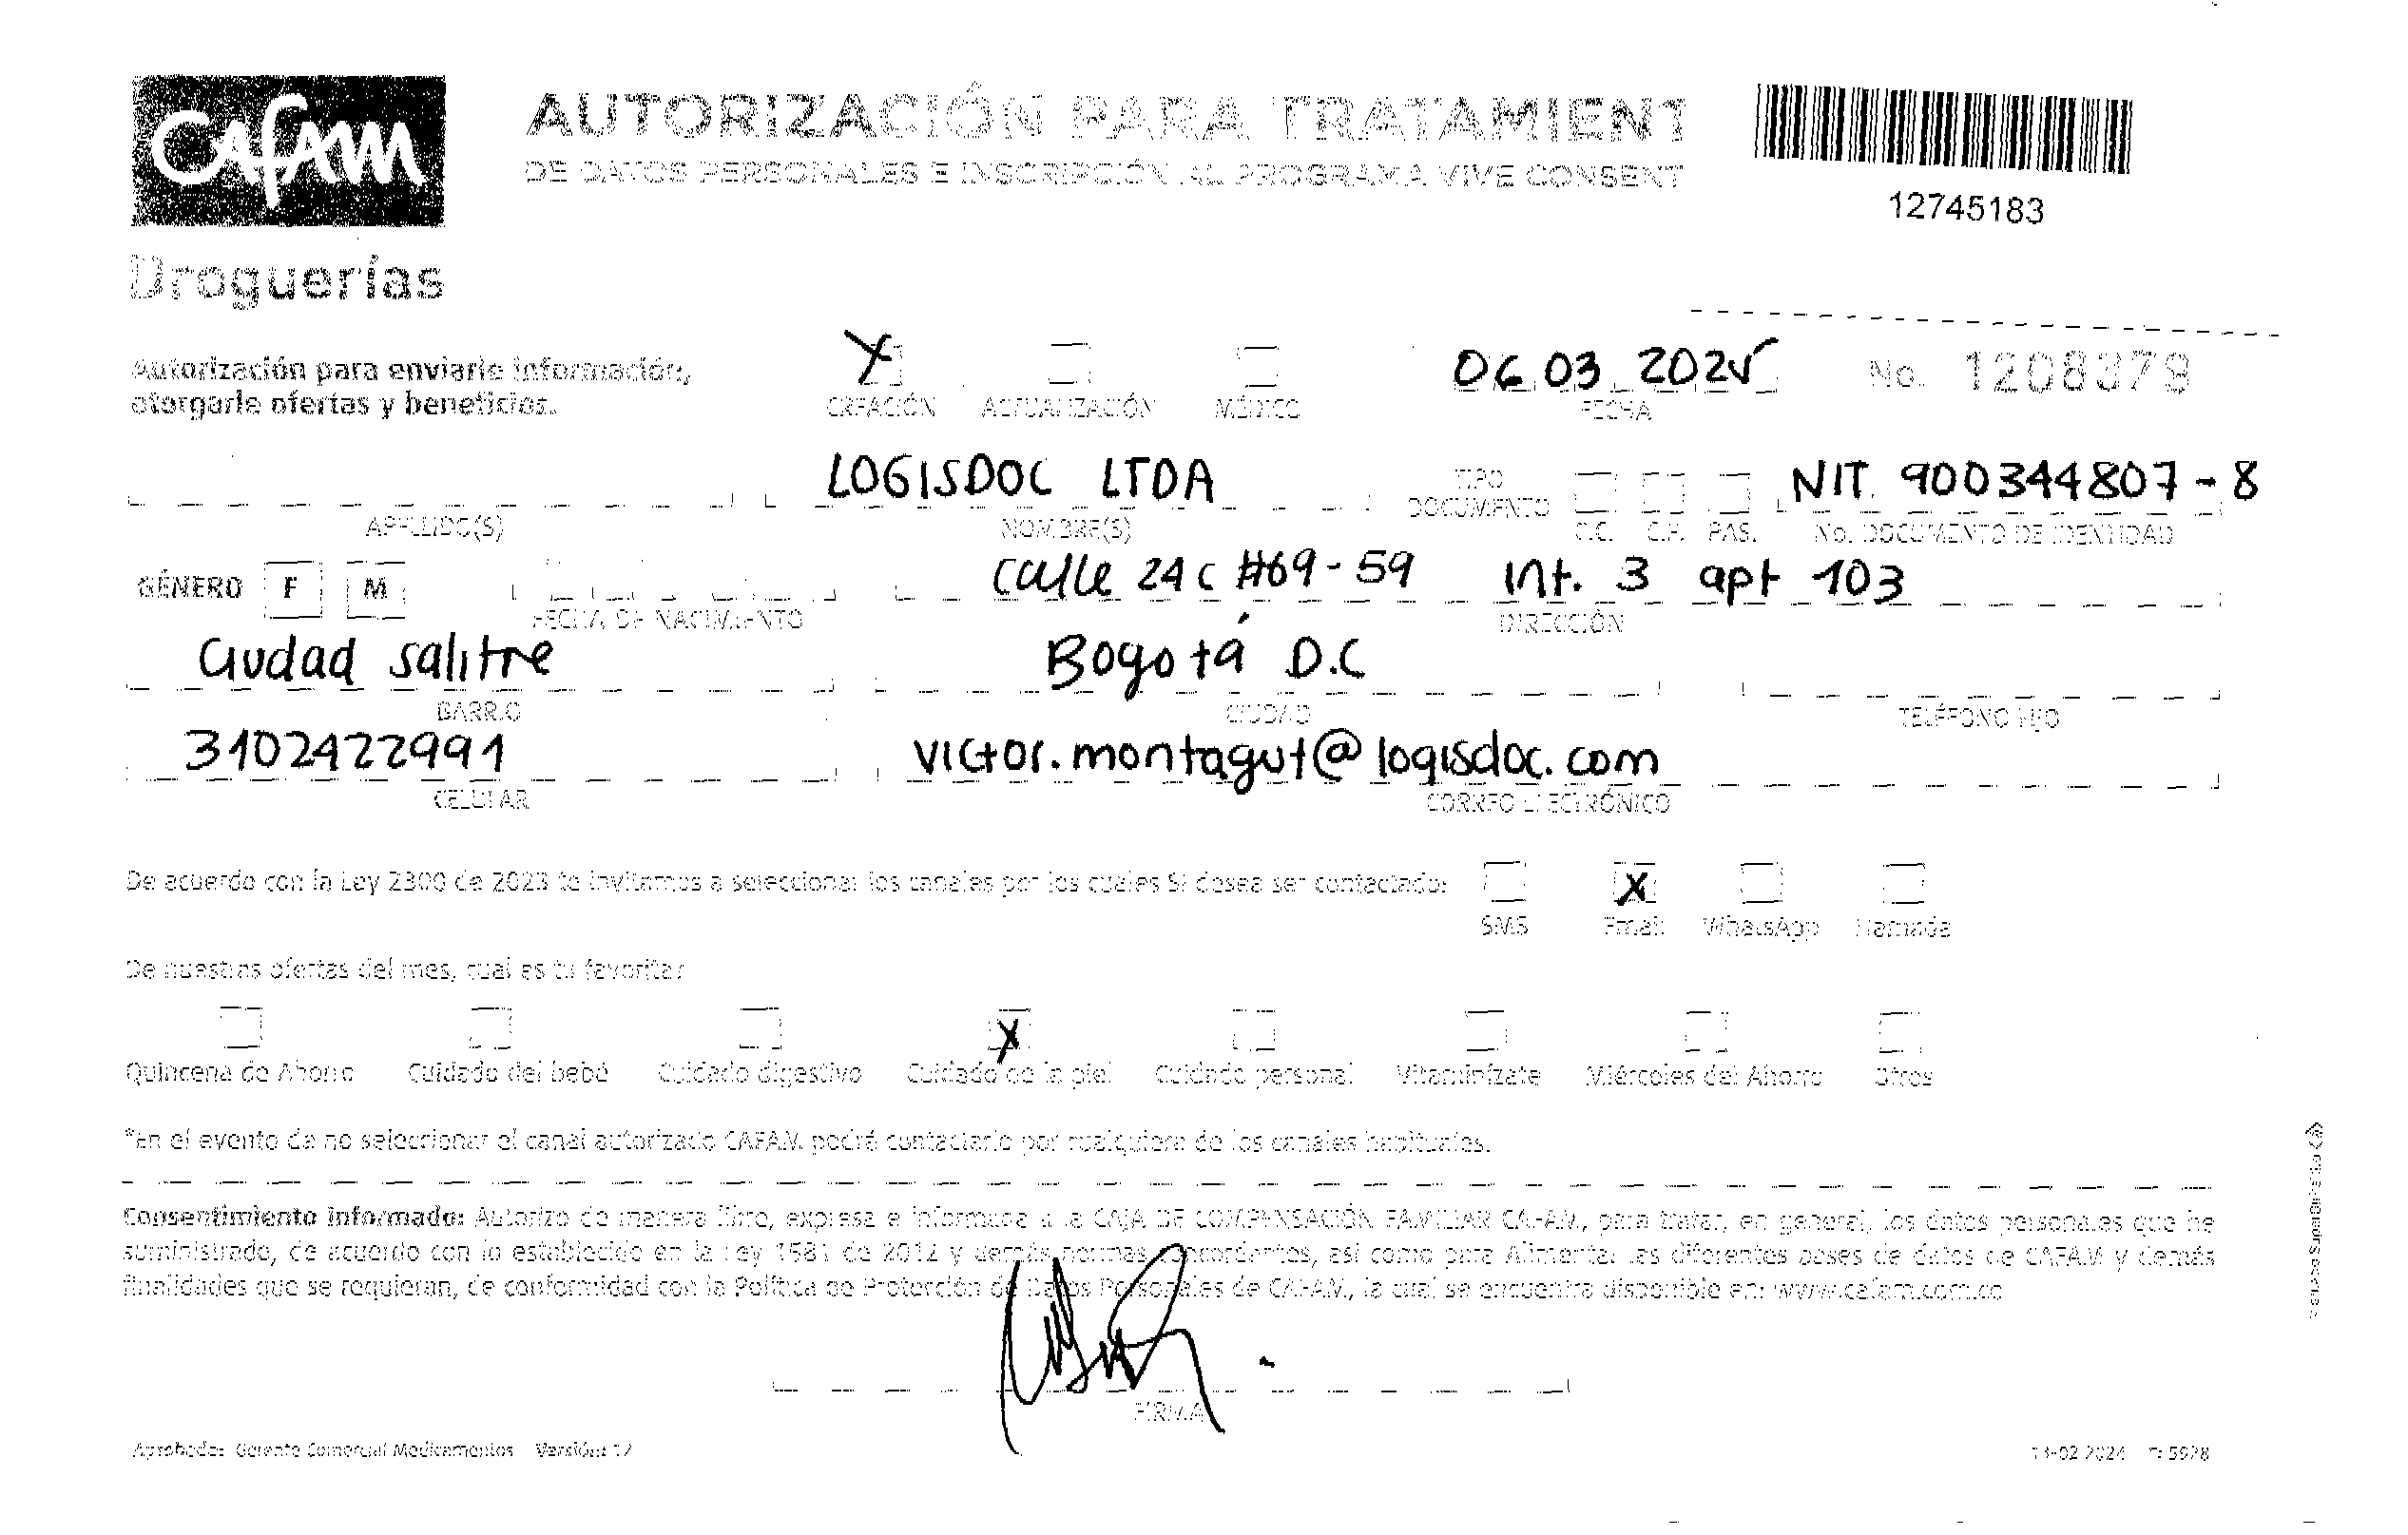 Cafam
Droguerías
AUTORIZACIÓN PARA TRATAMIENT
DE DATOS PERSONALES E INSCRIPCIÓN AL PROGRAMA VIVE CONSENT
12745183
Autorización para enviarle información,
otorgarle ofertas y beneficios.
X
CREACIÓN ACTUALIZACIÓN MÉDICO
06 03 2025
FECHA
No. 1208379
LOGISDOC LTDA
APELLIDO(S) NOMBRE(S)
TIPO DOCUMENTO C.C. C.E. PAS.
NIT. 900344807-8
No. DOCUMENTO DE IDENTIDAD
GÉNERO F M
FECHA DE NACIMIENTO
Calle 24c #69-59 Int. 3 apt 103
DIRECCIÓN
Ciudad salitre Bogotá D.C
BARRIO CIUDAD TELÉFONO FIJO
3102422991 victor.montagut@logisdoc.com
CELULAR CORREO ELECTRÓNICO
De acuerdo con la Ley 2300 de 2023 te invitamos a seleccionar los canales por los cuales SI desea ser contactado:
X
SMS Email WhatsApp Llamada
De nuestras ofertas del mes, cual es tu favorita:
X
Quincena de Ahorro Cuidado del bebé Cuidado digestivo Cuidado de la piel Cuidado personal Vitaminízate Miércoles del Ahorro Otros
*En el evento de no seleccionar el canal autorizado CAFAM podrá contactarlo por cualquiera de los canales habituales.
Consentimiento informado: Autorizo de manera libre, expresa e informada a la CAJA DE COMPENSACIÓN FAMILIAR CAFAM, para tratar, en general, los datos personales que he
suministrado, de acuerdo con lo establecido en la Ley 1581 de 2012 y demás normas concordantes, así como para Alimentar las diferentes bases de datos de CAFAM y demás
finalidades que se requieran, de conformidad con la Política de Protección de Datos Personales de CAFAM, la cual se encuentra disponible en: www.cafam.com.co
FIRMA
Aprobado: Gerente Comercial Medicamentos Versión: 12
13-02 2024 F: 5928